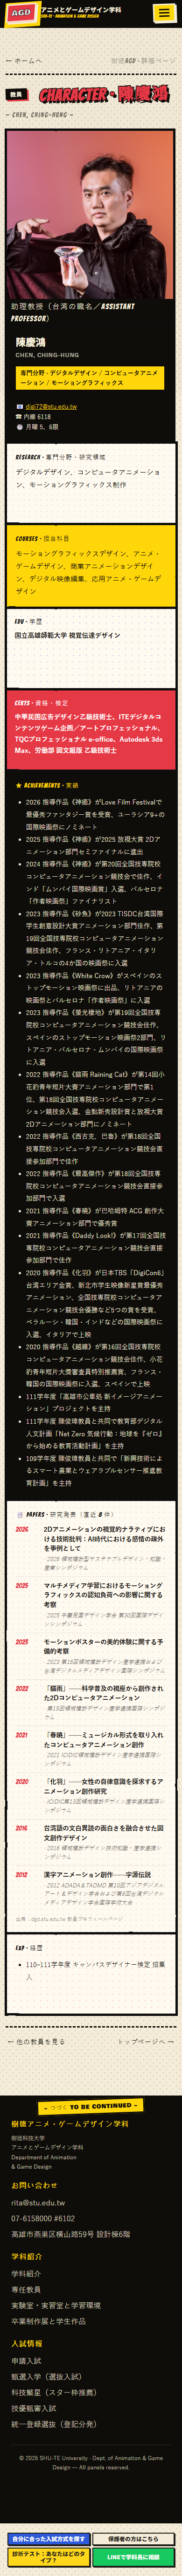 AGD
アニメとゲームデザイン学科
SHU-TE · ANIMATION & GAME DESIGN
← ホームへ
樹徳AGD · 詳細ページ
教員
CHARACTER · 陳慶鴻
— CHEN, CHING-HUNG —
助理教授（台湾の職名／ASSISTANT
PROFESSOR）
陳慶鴻
CHEN, CHING-HUNG
専門分野 · デジタルデザイン / コンピュータアニメ
ーション / モーショングラフィックス
digi72@stu.edu.tw
内線 6118
月曜 5、6限
RESEARCH · 専門分野・研究領域
デジタルデザイン、コンピュータアニメーショ
ン、モーショングラフィックス制作
COURSES · 担当科目
モーショングラフィックスデザイン、アニメ・
ゲームデザイン、商業アニメーションデザイ
ン、デジタル映像編集、応用アニメ・ゲームデ
ザイン
EDU · 学歴
国立高雄師範大学 視覚伝達デザイン
CERTS · 資格・検定
中華民国広告デザイン乙級技術士、ITEデジタルコ
ンテンツゲーム企画／アートプロフェッショナル、
TQCプロフェッショナル e-office、Autodesk 3ds
Max、労働部 図文組版 乙級技術士
★ ACHIEVEMENTS · 実績
2026 指導作品《神瘾》がLove Film Festivalで
最優秀ファンタジー賞を受賞、ユーラシア9+の
国際映画祭にノミネート
2025 指導作品《神瘾》が2025 放視大賞 2Dア
ニメーション部門セミファイナルに進出
2024 指導作品《神瘾》が第20回全国技専院校
コンピュータアニメーション競技会で佳作、イ
ンド「ムンバイ国際映画賞」入選、バルセロナ
「作者映画祭」ファイナリスト
2023 指導作品《砂魚》が2023 TISDC台湾国際
学生創意設計大賞アニメーション部門佳作、第
19回全国技専院校コンピュータアニメーション
競技会佳作、フランス・リトアニア・イタリ
ア・トルコの4か国の映画祭に入選
2023 指導作品《White Crow》がスペインのス
トップモーション映画祭に出品、リトアニアの
映画祭とバルセロナ「作者映画祭」に入選
2023 指導作品《螢光棲地》が第19回全国技専
院校コンピュータアニメーション競技会佳作、
スペインのストップモーション映画祭2部門、リ
トアニア・バルセロナ・ムンバイの国際映画祭
に入選
2022 指導作品《貓雨 Raining Cat》が第14回小
花豹青年短片大賽アニメーション部門で第1
位、第18回全国技専院校コンピュータアニメー
ション競技会入選、金點新秀設計賞と放視大賞
2Dアニメーション部門にノミネート
2022 指導作品《西吉克．巴魯》が第18回全国
技専院校コンピュータアニメーション競技会直
接参加部門で佳作
2022 指導作品《最高傑作》が第18回全国技専
院校コンピュータアニメーション競技会直接参
加部門で入選
2021 指導作品《春曉》が巴哈姆特 ACG 創作大
賽アニメーション部門で優秀賞
2021 指導作品《Daddy Look!》が第17回全国技
専院校コンピュータアニメーション競技会直接
参加部門で佳作
2020 指導作品《化羽》が日本TBS「DigiCon6」
台湾エリア金賞、新北市学生映像新星賞最優秀
アニメーション、全国技専院校コンピュータア
ニメーション競技会優勝など5つの賞を受賞、
ベラルーシ・韓国・インドなどの国際映画祭に
入選、イタリアで上映
2020 指導作品《越線》が第16回全国技専院校
コンピュータアニメーション競技会佳作、小花
豹青年短片大獎審査員特別推薦賞、フランス・
韓国の国際映画祭に入選、スペインで上映
111学年度「高雄市公車処 新イメージアニメー
ション」プロジェクトを主持
111学年度 陳俊瑋教員と共同で教育部デジタル
人文計画「Net Zero 気候行動：地球を『ゼロ』
から始める教育活動計画」を主持
109学年度 陳俊瑋教員と共同で「新興技術によ
るスマート農業とウェアラブルセンサー推進教
育計画」を主持
PAPERS · 研究発表（直近 8 件）
2026
2Dアニメーションの視覚的ナラティブにお
ける技術批判：AI時代における感情の疎外
を事例として
2025
マルチメディア学習におけるモーショング
ラフィックスの認知負荷への影響に関する
考察
2023
モーションポスターの美的体験に関する予
備的考察
2022
「貓雨」——科学普及の視座から創作され
た2Dコンピュータアニメーション
2021
「春曉」——ミュージカル形式を取り入れ
たコンピュータアニメーション創作
2020
「化羽」——女性の自律意識を探求するア
ニメーション創作研究
2016
台湾語の文白異読の面白さを融合させた図
文創作デザイン
2012
漢字アニメーション創作——字源伝説
EXP · 経歴
110-111学年度 キャンパスデザイナー検定 招集
人
← 他の教員を見る
トップページへ →
— つづく TO BE CONTINUED —
樹徳アニメ・ゲームデザイン学科
樹徳科技大学
アニメとゲームデザイン学科
Department of Animation
& Game Design
お問い合わせ
rita@stu.edu.tw
07-6158000 #6102
高雄市燕巣区横山路59号 設計棟6階
学科紹介
学科紹介
専任教員
実験室・実習室と学習環境
卒業制作展と学生作品
入試情報
申請入試
甄選入学（選抜入試）
科技繁星（スター枠推薦）
技優甄審入試
統一登録選抜（登記分発）
© 2026 SHU-TE University · Dept. of Animation & Game
Design — All panels reserved.
自分に合った入試方式を探す
保護者の方はこちら
診断テスト：あなたはどのタ
イプ？
LINEで学科長に相談